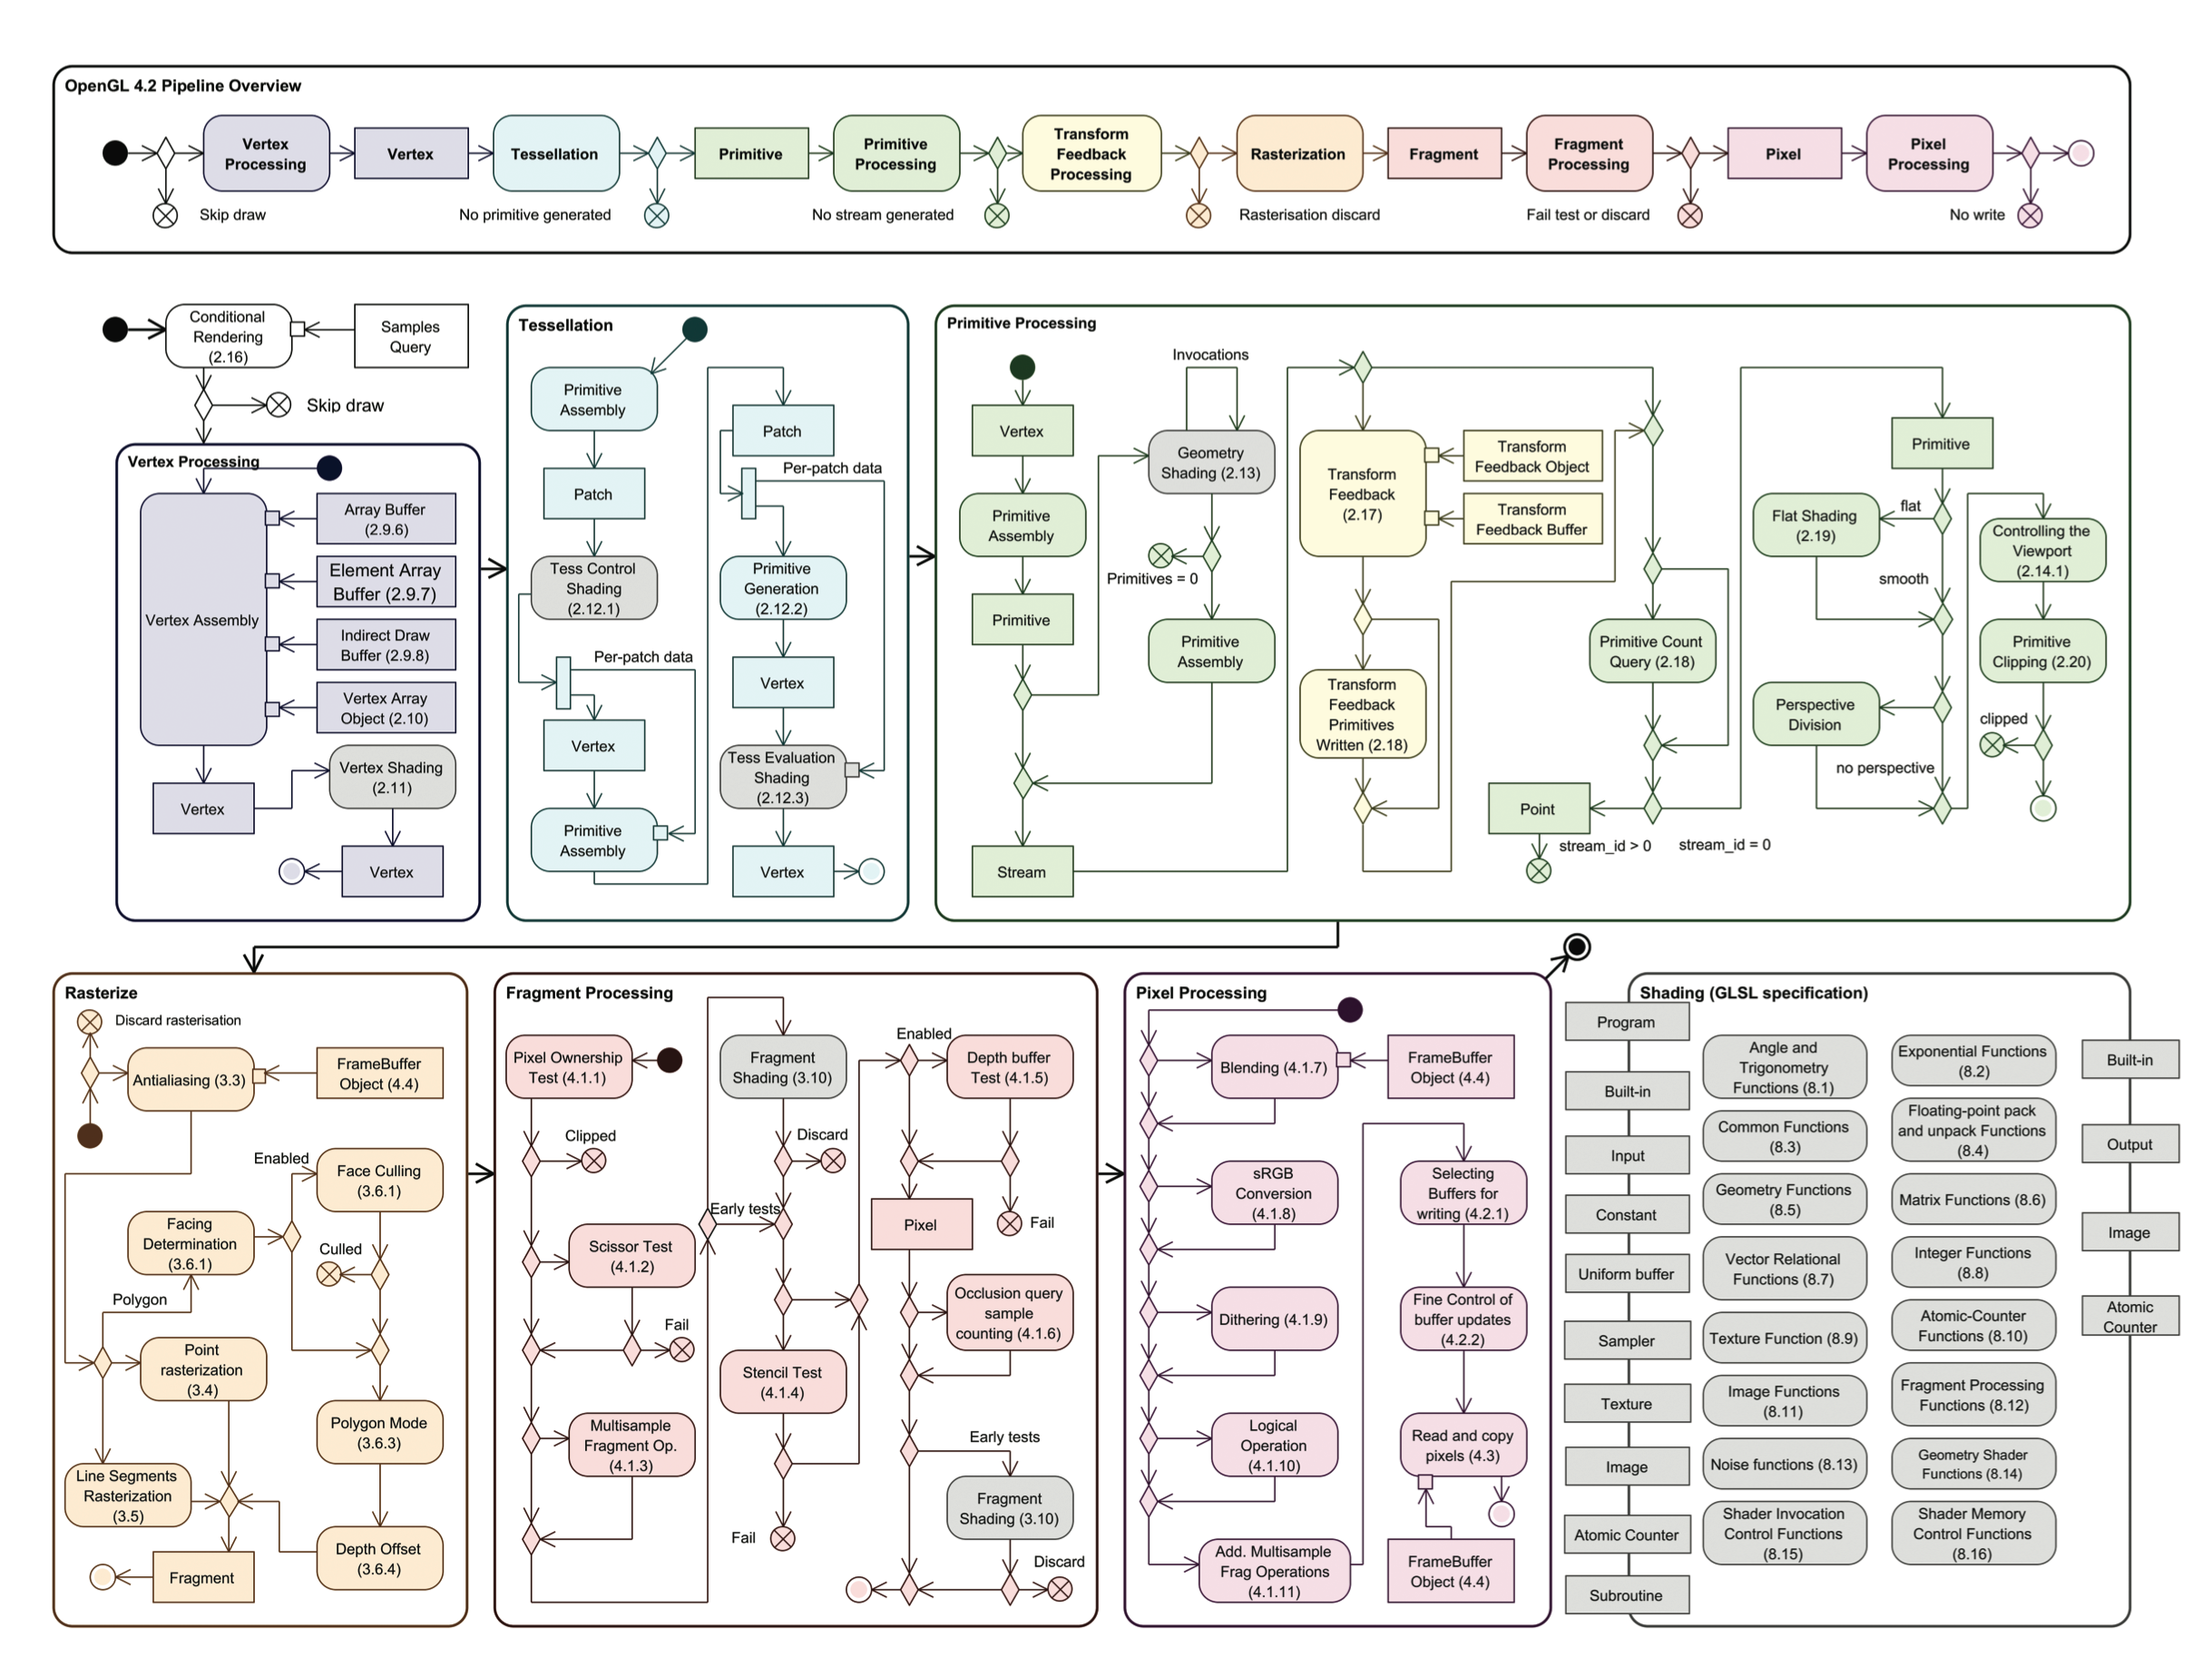 OpenGL 4.2 Pipeline Overview
Vertex
Processing
Vertex
Tessellation
Primitive
Primitive
Processing
Transform
Feedback
Processing
Rasterization
Fragment
Fragment
Processing
Pixel
Pixel
Processing
Skip draw
No primitive generated
No stream generated
Rasterisation discard
Fail test or discard
No write
Conditional
Rendering
(2.16)
Samples
Query
Skip draw
Vertex Processing
Vertex Assembly
Array Buffer
(2.9.6)
Element Array
Buffer (2.9.7)
Indirect Draw
Buffer (2.9.8)
Vertex Array
Object (2.10)
Vertex
Vertex Shading
(2.11)
Vertex
Tessellation
Primitive
Assembly
Patch
Tess Control
Shading
(2.12.1)
Per-patch data
Vertex
Primitive
Assembly
Patch
Per-patch data
Primitive
Generation
(2.12.2)
Vertex
Tess Evaluation
Shading
(2.12.3)
Vertex
Primitive Processing
Vertex
Primitive
Assembly
Primitive
Stream
Invocations
Geometry
Shading (2.13)
Primitives = 0
Primitive
Assembly
Transform
Feedback
(2.17)
Transform
Feedback Object
Transform
Feedback Buffer
Transform
Feedback
Primitives
Written (2.18)
Primitive Count
Query (2.18)
Point
stream_id > 0
stream_id = 0
Primitive
flat
Flat Shading
(2.19)
smooth
Perspective
Division
no perspective
Controlling the
Viewport
(2.14.1)
Primitive
Clipping (2.20)
clipped
Rasterize
Discard rasterisation
Antialiasing (3.3)
FrameBuffer
Object (4.4)
Enabled
Face Culling
(3.6.1)
Facing
Determination
(3.6.1)
Culled
Polygon
Point
rasterization
(3.4)
Polygon Mode
(3.6.3)
Line Segments
Rasterization
(3.5)
Depth Offset
(3.6.4)
Fragment
Fragment Processing
Pixel Ownership
Test (4.1.1)
Clipped
Scissor Test
(4.1.2)
Fail
Multisample
Fragment Op.
(4.1.3)
Fragment
Shading (3.10)
Discard
Early tests
Stencil Test
(4.1.4)
Fail
Enabled
Depth buffer
Test (4.1.5)
Fail
Pixel
Occlusion query
sample
counting (4.1.6)
Early tests
Fragment
Shading (3.10)
Discard
Pixel Processing
Blending (4.1.7)
FrameBuffer
Object (4.4)
sRGB
Conversion
(4.1.8)
Dithering (4.1.9)
Logical
Operation
(4.1.10)
Add. Multisample
Frag Operations
(4.1.11)
Selecting
Buffers for
writing (4.2.1)
Fine Control of
buffer updates
(4.2.2)
Read and copy
pixels (4.3)
FrameBuffer
Object (4.4)
Shading (GLSL specification)
Program
Built-in
Input
Constant
Uniform buffer
Sampler
Texture
Image
Atomic Counter
Subroutine
Angle and
Trigonometry
Functions (8.1)
Exponential Functions
(8.2)
Common Functions
(8.3)
Floating-point pack
and unpack Functions
(8.4)
Geometry Functions
(8.5)
Matrix Functions (8.6)
Vector Relational
Functions (8.7)
Integer Functions
(8.8)
Texture Function (8.9)
Atomic-Counter
Functions (8.10)
Image Functions
(8.11)
Fragment Processing
Functions (8.12)
Noise functions (8.13)
Geometry Shader
Functions (8.14)
Shader Invocation
Control Functions
(8.15)
Shader Memory
Control Functions
(8.16)
Built-in
Output
Image
Atomic
Counter